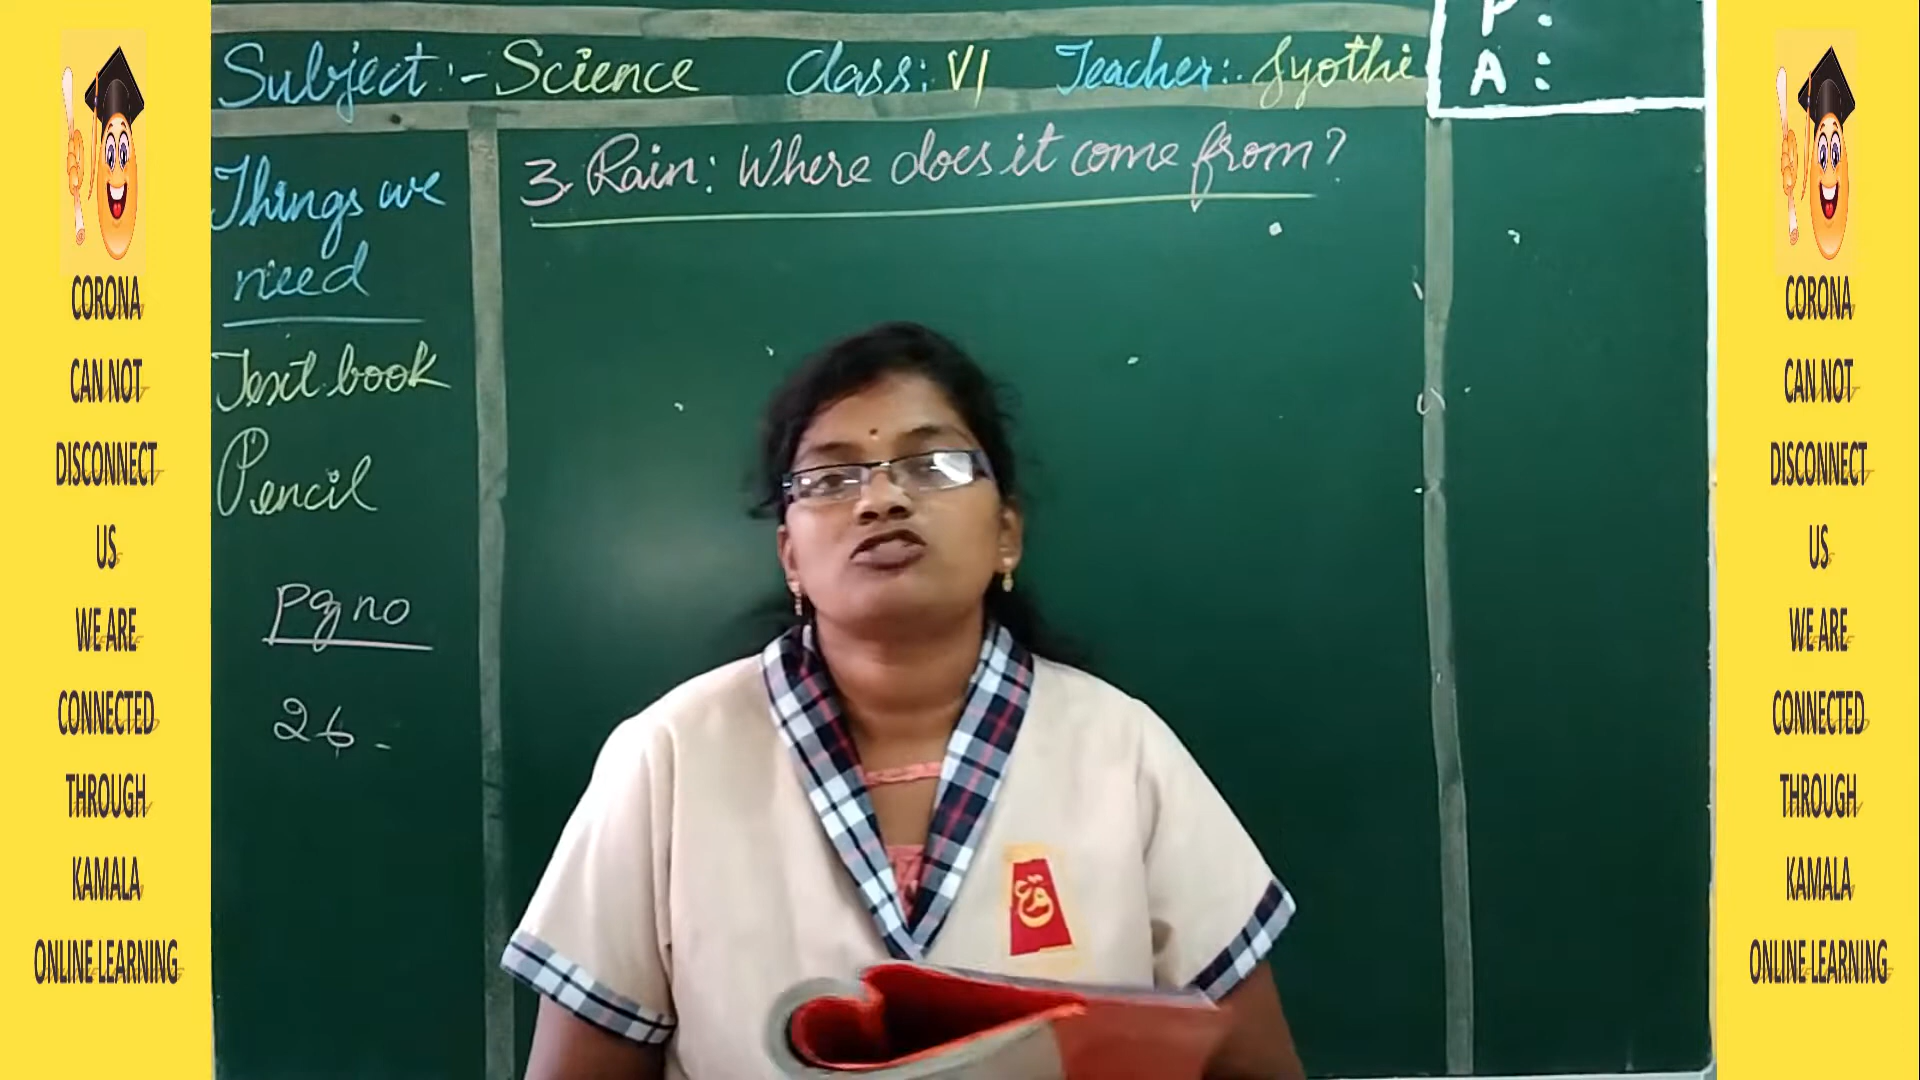 CORONA
CAN NOT
DISCONNECT
US
WE ARE
CONNECTED
THROUGH
KAMALA
ONLINE LEARNING
Subject :- Science Class: VI Teacher:. Jyothi
P:
A:
Things we
need
Text book
Pencil
Pg no
26
3. Rain: Where does it come from?
CORONA
CAN NOT
DISCONNECT
US
WE ARE
CONNECTED
THROUGH
KAMALA
ONLINE LEARNING